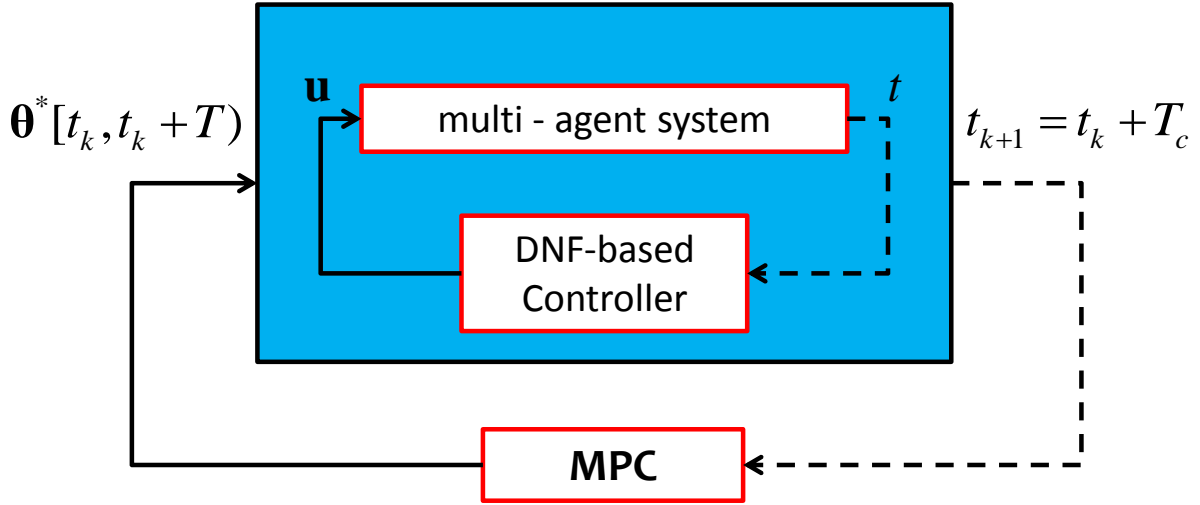 u
multi - agent system
t
θ*[t_k, t_k + T)
t_{k+1} = t_k + T_c
DNF-based
Controller
MPC